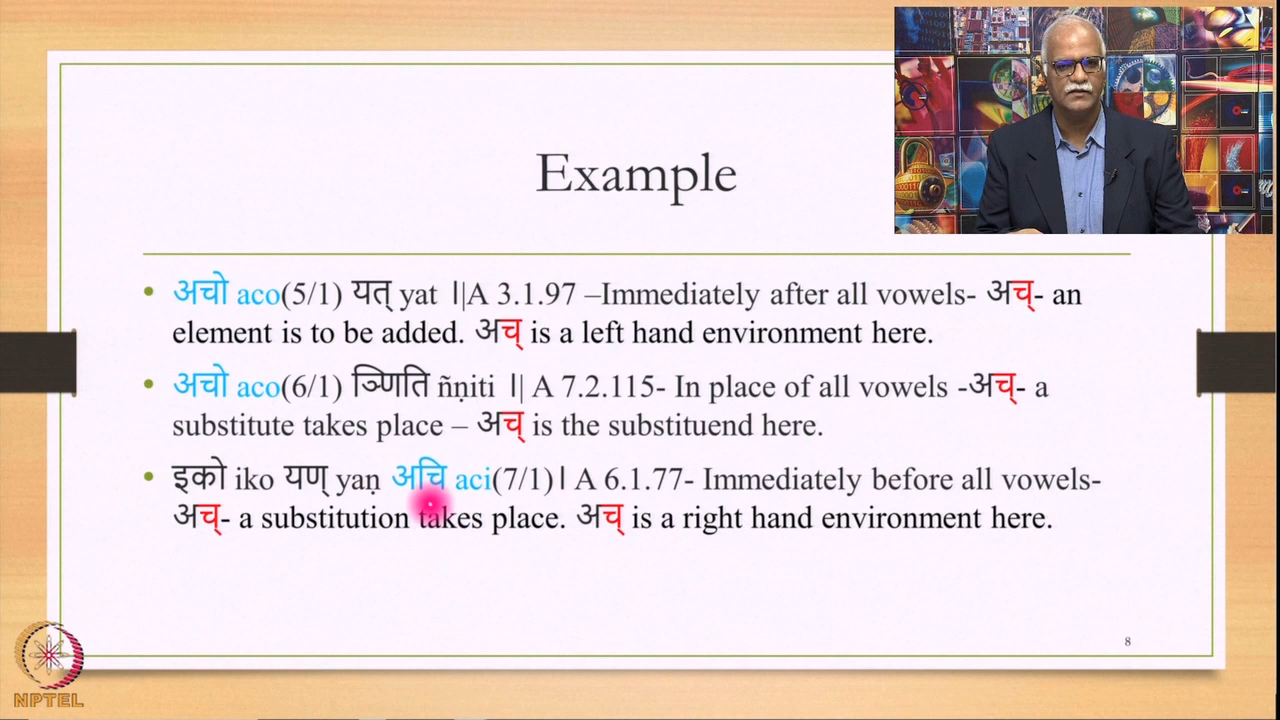 Example
• अचो aco(5/1) यत् yat ।||A 3.1.97 –Immediately after all vowels- अच्- an
element is to be added. अच् is a left hand environment here.
• अचो aco(6/1) ञ्णिति ñṇiti ।| A 7.2.115- In place of all vowels -अच्- a
substitute takes place – अच् is the substituend here.
• इको iko यण् yaṇ अचि aci(7/1)। A 6.1.77- Immediately before all vowels-
अच्- a substitution takes place. अच् is a right hand environment here.
8
NPTEL